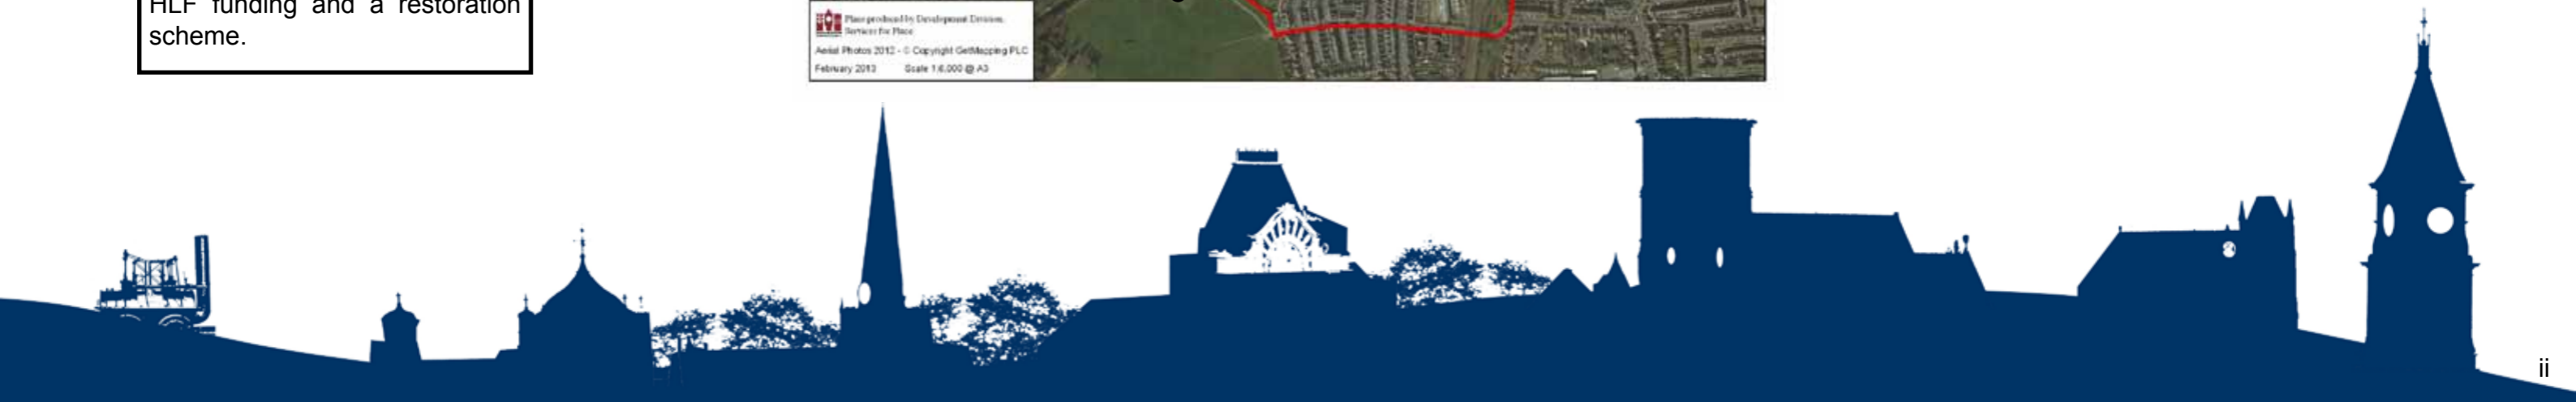 HLF funding and a restoration
scheme.
Plans produced by Development Division,
Services for Place
Aerial Photos 2012 - © Copyright GetMapping PLC
February 2013 Scale 1:6,000 @ A3
ii